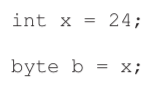 int x = 24;
byte b = x;